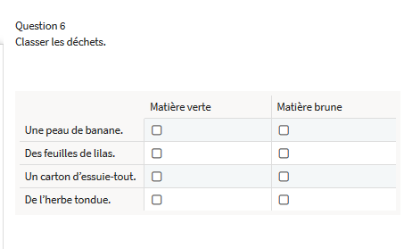 Question 6
Classer les déchets.
Matière verte Matière brune
Une peau de banane.
Des feuilles de lilas.
Un carton d'essuie-tout.
De l'herbe tondue.